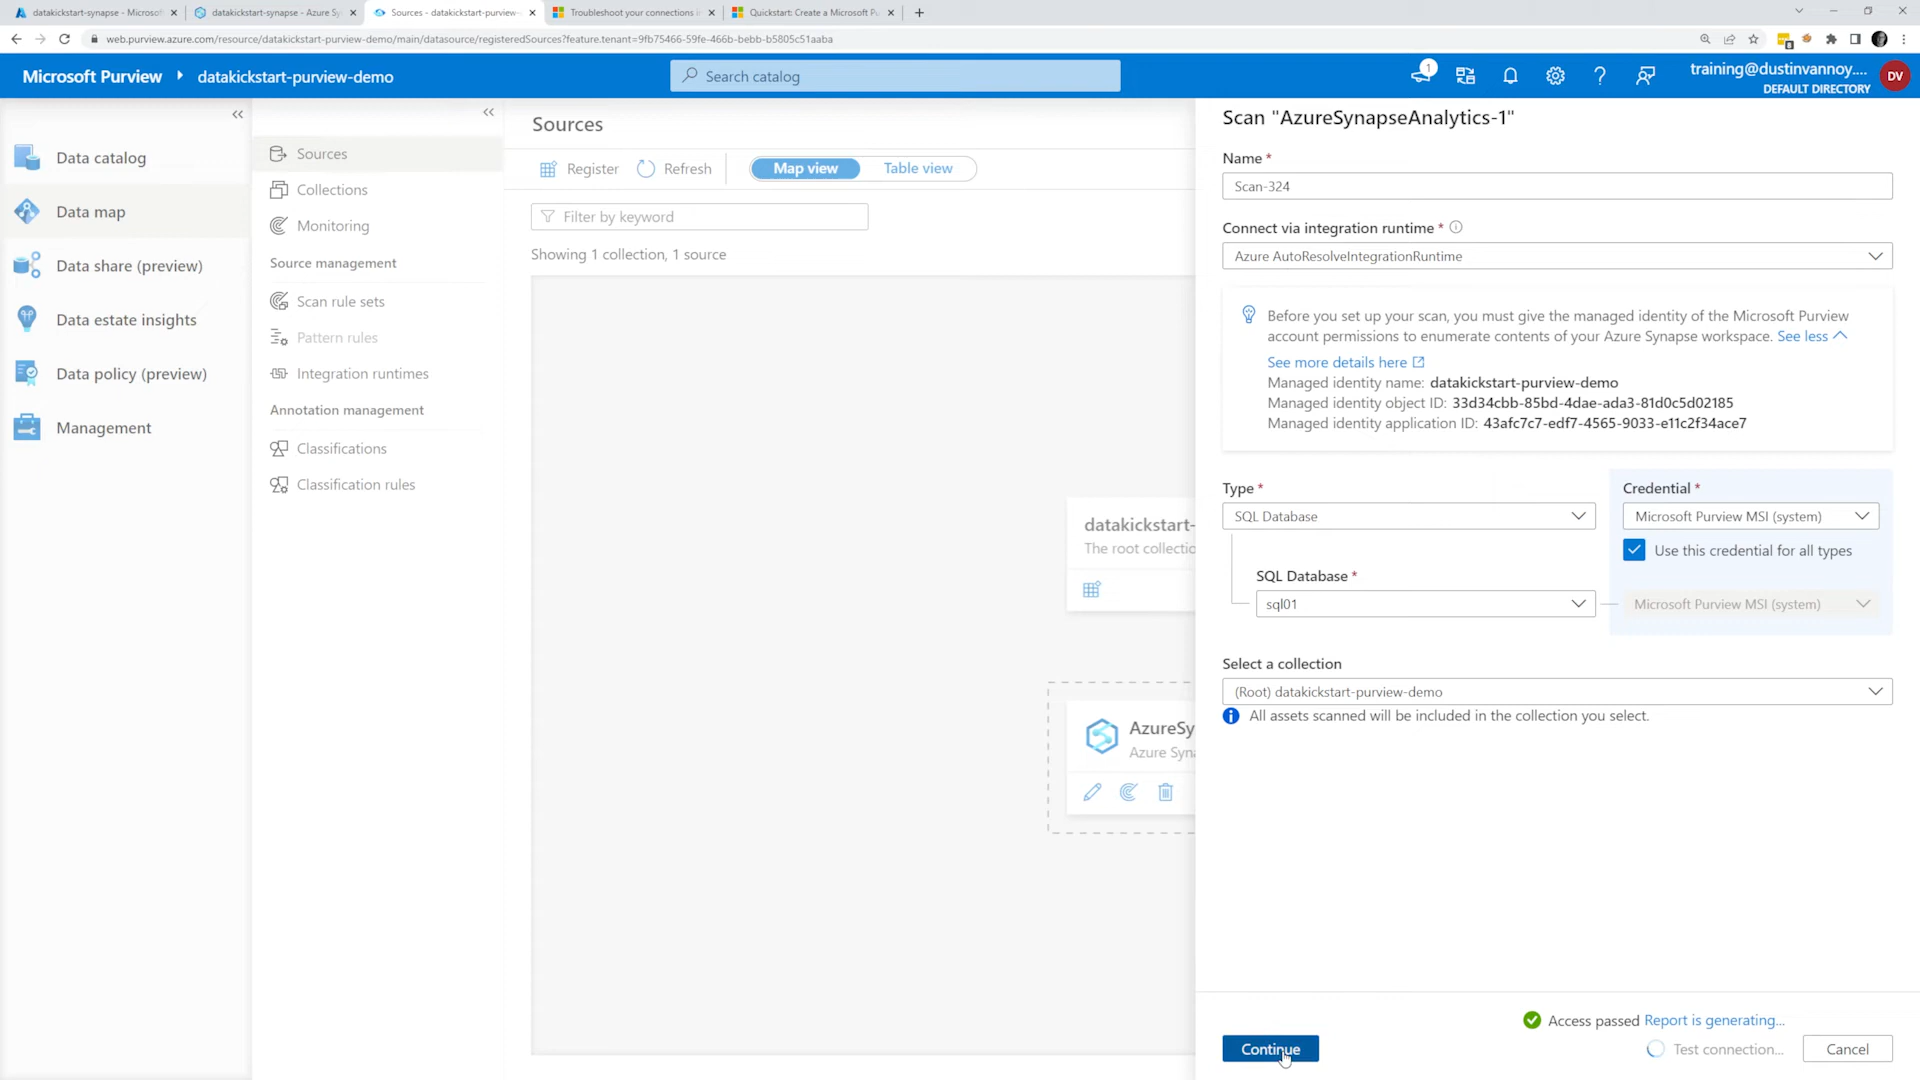 datakickstart-synapse - Microsof
datakickstart-synapse - Azure Sy
Sources - datakickstart-purview-
Troubleshoot your connections i
Quickstart: Create a Microsoft Pu
web.purview.azure.com/resource/datakickstart-purview-demo/main/datasource/registeredSources?feature.tenant=9fb75466-59fe-466b-bebb-b5805c51aaba
Microsoft Purview
datakickstart-purview-demo
Search catalog
1
training@dustinvannoy....
DEFAULT DIRECTORY
DV
Data catalog
Data map
Data share (preview)
Data estate insights
Data policy (preview)
Management
Sources
Collections
Monitoring
Source management
Scan rule sets
Pattern rules
Integration runtimes
Annotation management
Classifications
Classification rules
Sources
Register
Refresh
Map view
Table view
Filter by keyword
Showing 1 collection, 1 source
datakickstart-
The root collectio
AzureSy
Azure Syna
Scan "AzureSynapseAnalytics-1"
Name *
Scan-324
Connect via integration runtime *
Azure AutoResolveIntegrationRuntime
Before you set up your scan, you must give the managed identity of the Microsoft Purview
account permissions to enumerate contents of your Azure Synapse workspace. See less
See more details here
Managed identity name: datakickstart-purview-demo
Managed identity object ID: 33d34cbb-85bd-4dae-ada3-81d0c5d02185
Managed identity application ID: 43afc7c7-edf7-4565-9033-e11c2f34ace7
Type *
SQL Database
Credential *
Microsoft Purview MSI (system)
Use this credential for all types
SQL Database *
sql01
Microsoft Purview MSI (system)
Select a collection
(Root) datakickstart-purview-demo
All assets scanned will be included in the collection you select.
Access passed Report is generating...
Continue
Test connection...
Cancel